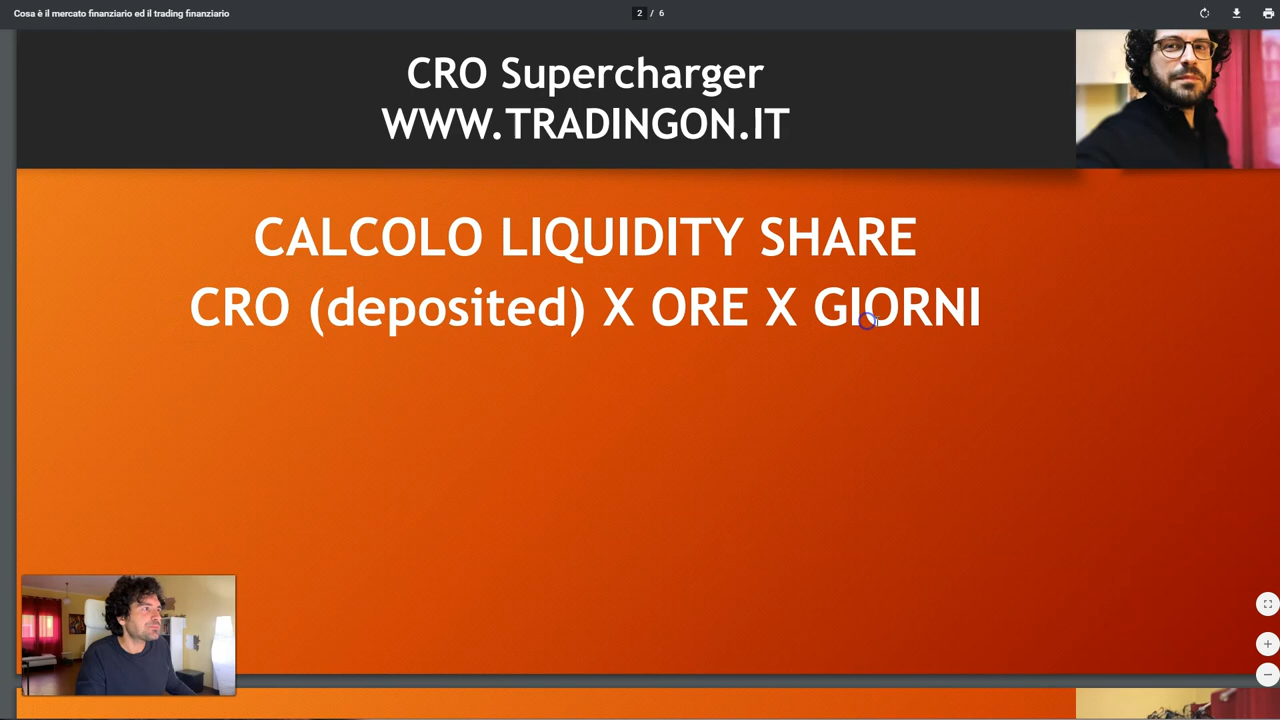 Cosa è il mercato finanziario ed il trading finanziario
2 / 6
CRO Supercharger
WWW.TRADINGON.IT
CALCOLO LIQUIDITY SHARE
CRO (deposited) X ORE X GIORNI